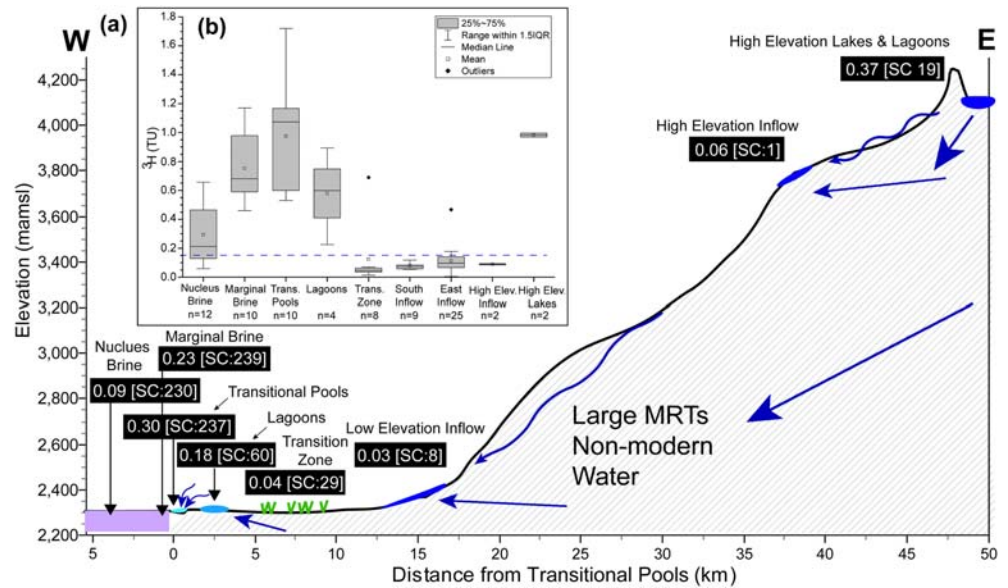 W
(a)
(b)
E
25%~75%
Range within 1.5IQR
Median Line
Mean
Outliers
³H (TU)
1.8
1.6
1.4
1.2
1.0
0.8
0.6
0.4
0.2
0.0
Nucleus
Brine
n=12
Marginal
Brine
n=10
Trans.
Pools
n=10
Lagoons
n=4
Trans.
Zone
n=8
South
Inflow
n=9
East
Inflow
n=25
High Elev.
Inflow
n=2
High Elev.
Lakes
n=2
High Elevation Lakes & Lagoons
0.37 [SC 19]
High Elevation Inflow
0.06 [SC:1]
Elevation (mamsl)
4,200
4,000
3,800
3,600
3,400
3,200
3,000
2,800
2,600
2,400
2,200
Nuclues
Brine
0.09 [SC:230]
Marginal Brine
0.23 [SC:239]
Transitional Pools
0.30 [SC:237]
Lagoons
0.18 [SC:60]
Transition
Zone
0.04 [SC:29]
Low Elevation Inflow
0.03 [SC:8]
Large MRTs
Non-modern
Water
5 0 5 10 15 20 25 30 35 40 45 50
Distance from Transitional Pools (km)